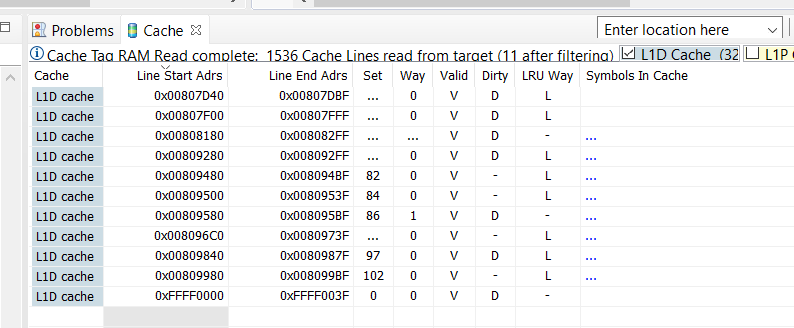 Problems Cache
Enter location here
Cache Tag RAM Read complete: 1536 Cache Lines read from target (11 after filtering) L1D Cache (32 L1P
Cache Line Start Adrs Line End Adrs Set Way Valid Dirty LRU Way Symbols In Cache
L1D cache 0x00807D40 0x00807DBF ... 0 V D L
L1D cache 0x00807F00 0x00807FFF ... 0 V D L
L1D cache 0x00808180 0x008082FF ... ... V D - ...
L1D cache 0x00809280 0x008092FF ... 0 V D L ...
L1D cache 0x00809480 0x008094BF 82 0 V - L ...
L1D cache 0x00809500 0x0080953F 84 0 V - L ...
L1D cache 0x00809580 0x008095BF 86 1 V D - ...
L1D cache 0x008096C0 0x0080973F ... 0 V - L ...
L1D cache 0x00809840 0x0080987F 97 0 V D L ...
L1D cache 0x00809980 0x008099BF 102 0 V - L ...
L1D cache 0xFFFF0000 0xFFFF003F 0 0 V D -